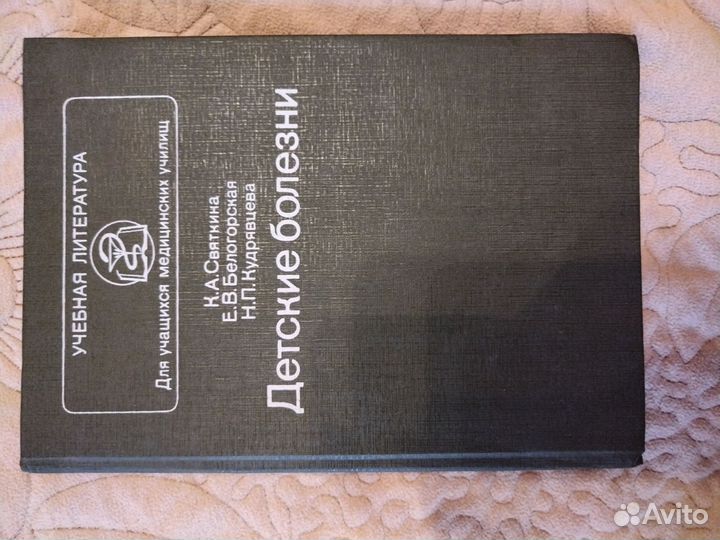 УЧЕБНАЯ ЛИТЕРАТУРА
Для учащихся медицинских училищ
К.А.Святкина
Е.В.Белогорская
Н.П.Кудрявцева
Детские болезни
Avito